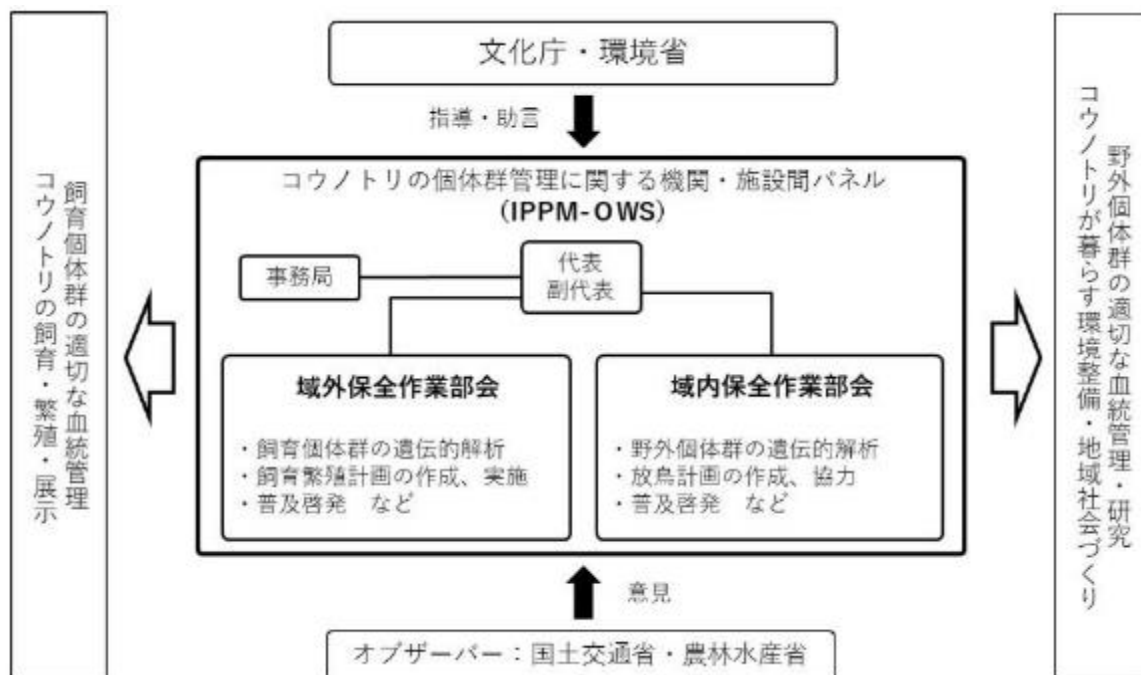 飼育個体群の適切な血統管理
コウノトリの飼育・繁殖・展示
文化庁・環境省
指導・助言
コウノトリの個体群管理に関する機関・施設間パネル
(IPPM-OWS)
事務局
代表
副代表
域外保全作業部会
・飼育個体群の遺伝的解析
・飼育繁殖計画の作成、実施
・普及啓発 など
域内保全作業部会
・野外個体群の遺伝的解析
・放鳥計画の作成、協力
・普及啓発 など
意見
オブザーバー：国土交通省・農林水産省
野外個体群の適切な血統管理・研究
コウノトリが暮らす環境整備・地域社会づくり